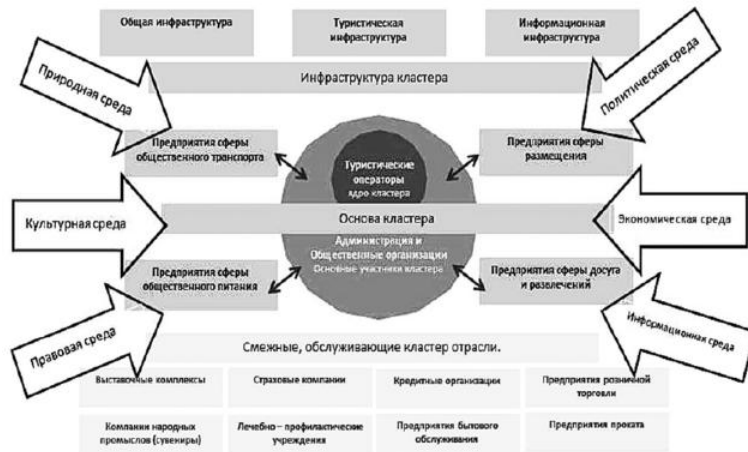 Общая инфраструктура
Туристическая
инфраструктура
Информационная
инфраструктура
Инфраструктура кластера
Природная среда
Политическая среда
Предприятия сферы
общественного транспорта
Туристические
операторы
ядро кластера
Предприятия сферы
размещения
Культурная среда
Основа кластера
Экономическая среда
Администрация и
Общественные организации
Основные участники кластера
Предприятия сферы
общественного питания
Предприятия сферы досуга
и развлечений
Правовая среда
Информационная среда
Смежные, обслуживающие кластер отрасли.
Выставочные комплексы
Страховые компании
Кредитные организации
Предприятия розничной
торговли
Компании народных
промыслов (сувениры)
Лечебно – профилактические
учреждения
Предприятия бытового
обслуживания
Предприятия проката